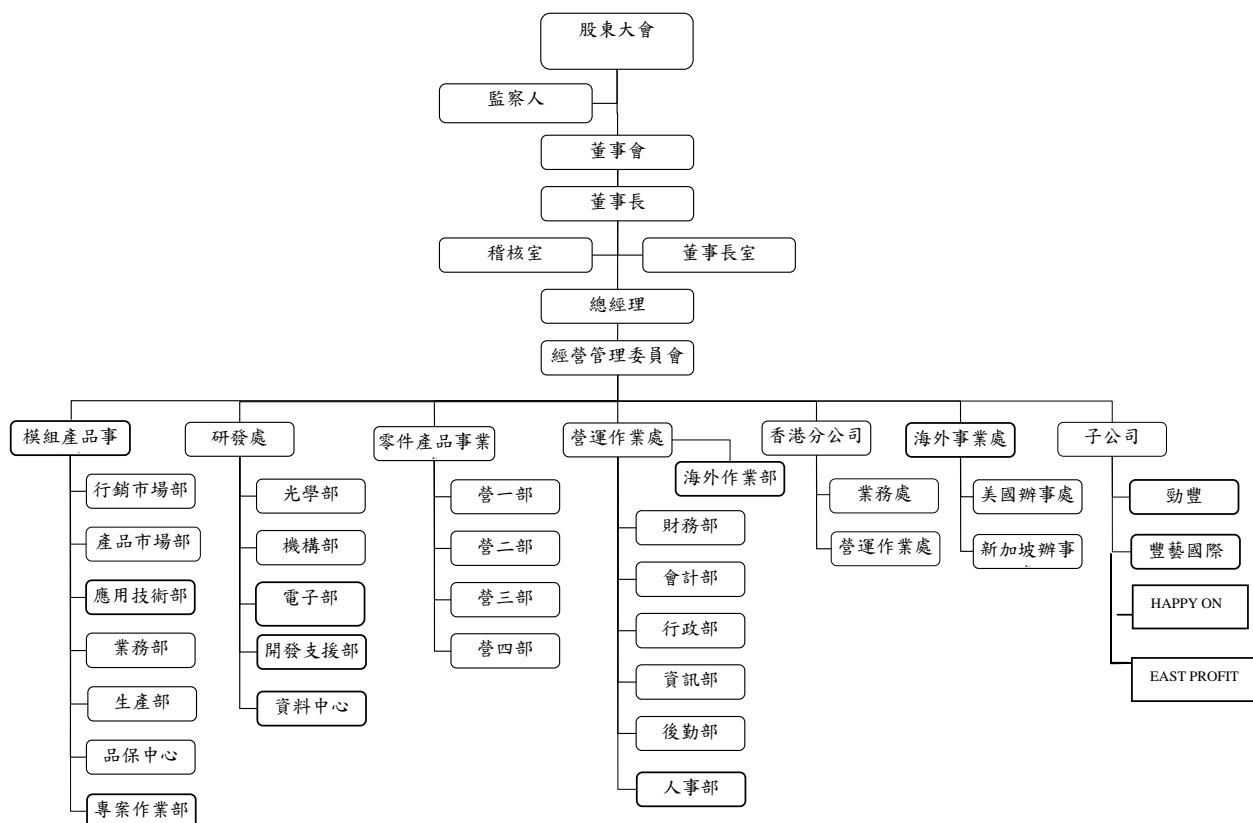 股東大會
監察人
董事會
董事長
稽核室
董事長室
總經理
經營管理委員會
模組產品事
行銷市場部
產品市場部
應用技術部
業務部
生產部
品保中心
專案作業部
研發處
光學部
機構部
電子部
開發支援部
資料中心
零件產品事業
營一部
營二部
營三部
營四部
營運作業處
海外作業部
財務部
會計部
行政部
資訊部
後勤部
人事部
香港分公司
業務處
營運作業處
海外事業處
美國辦事處
新加坡辦事
子公司
勁豐
豐藝國際
HAPPY ON
EAST PROFIT